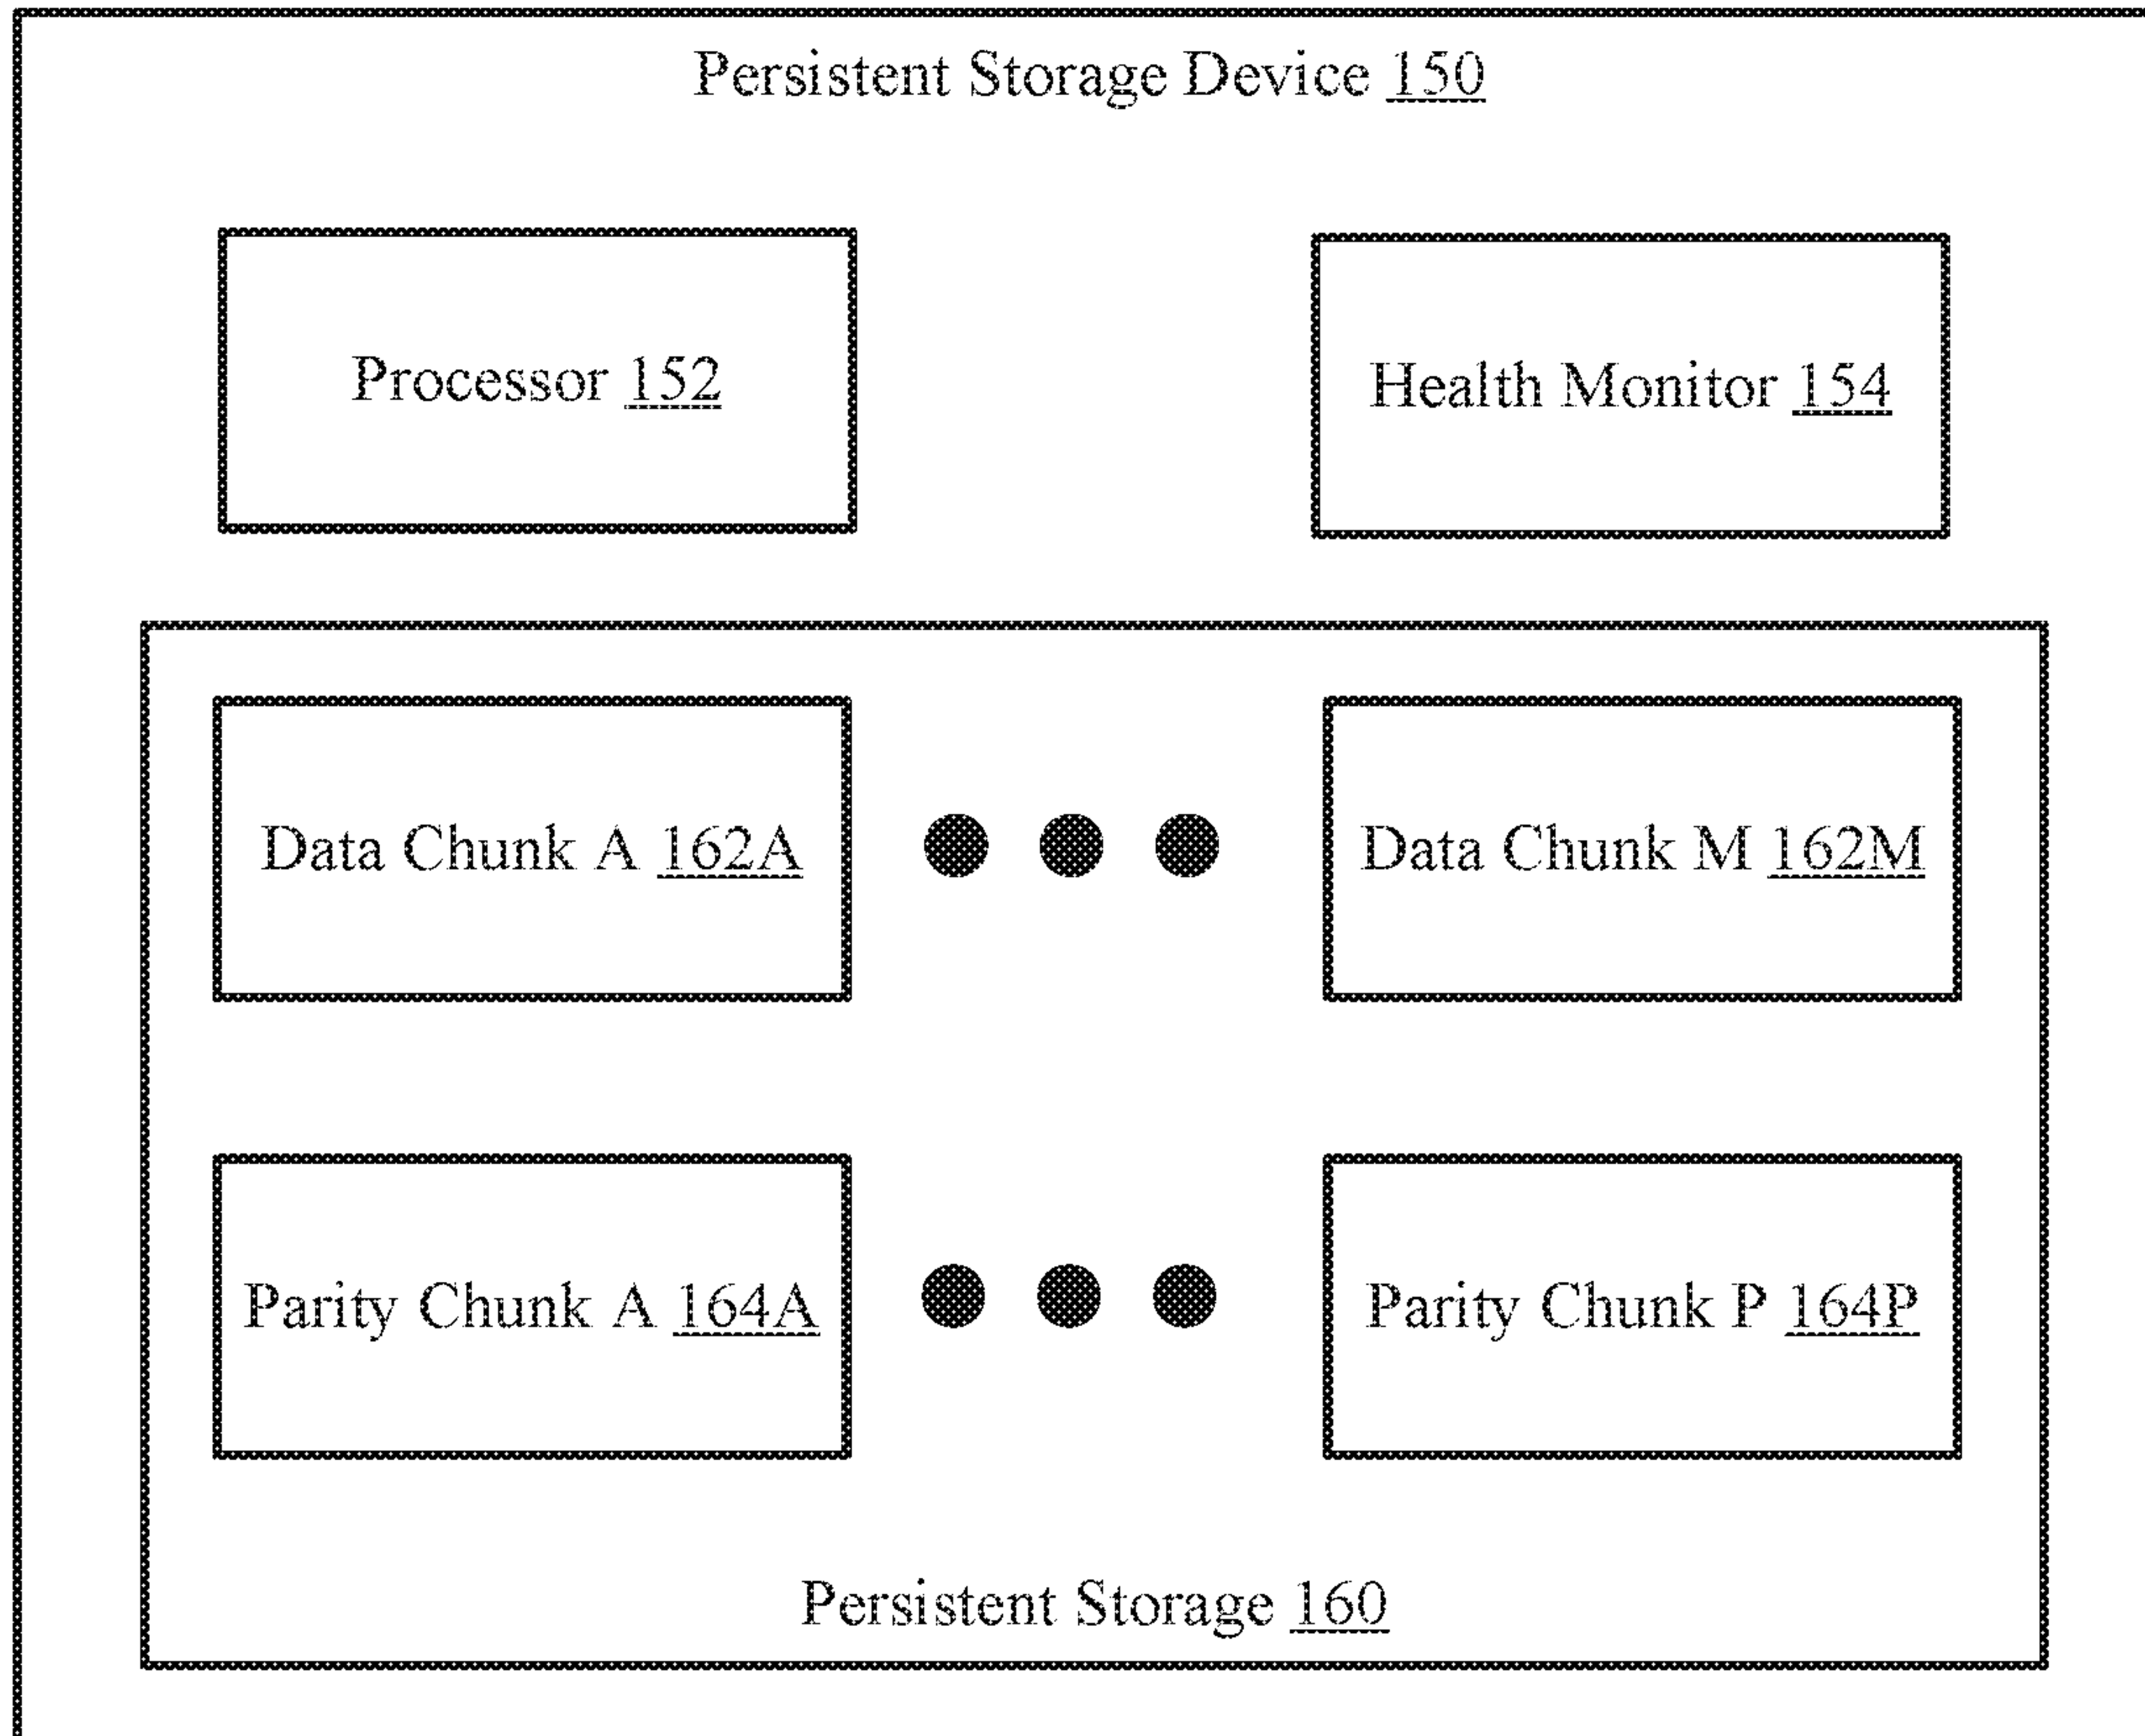 Persistent Storage Device 150
Processor 152
Health Monitor 154
Data Chunk A 162A
Data Chunk M 162M
Parity Chunk A 164A
Parity Chunk P 164P
Persistent Storage 160